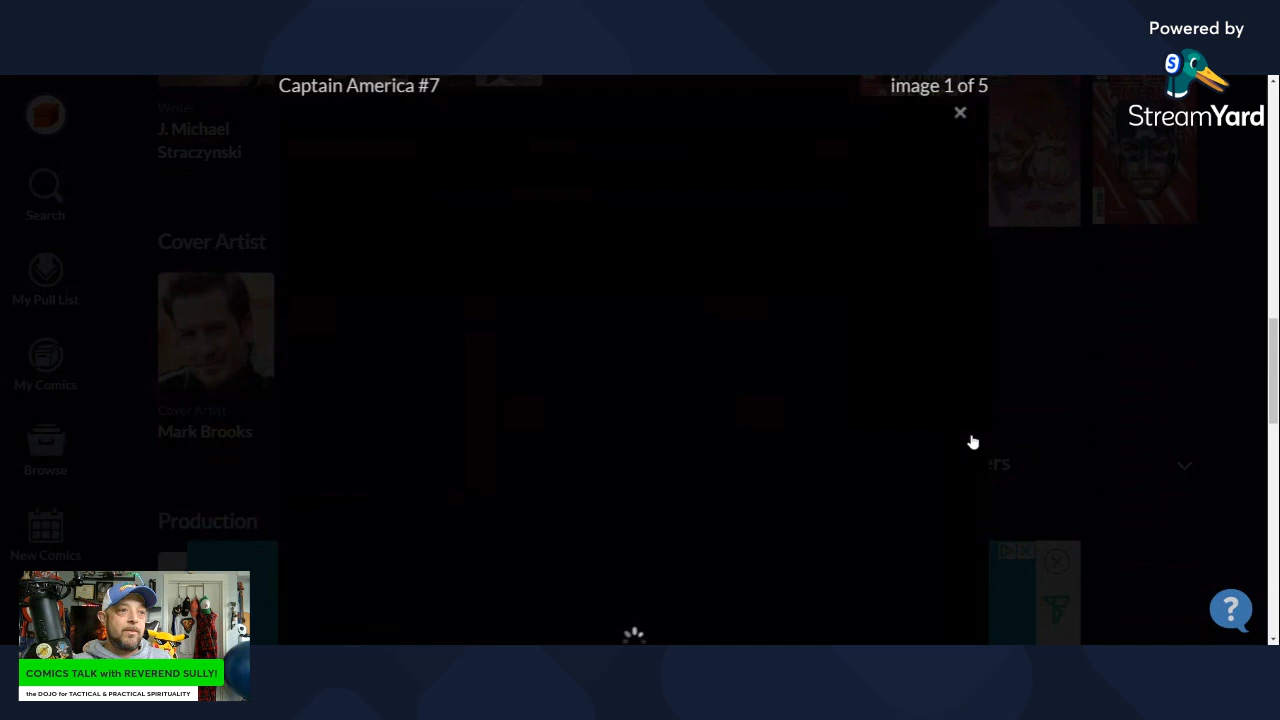 Powered by
StreamYard
Captain America #7
image 1 of 5
Writer
J. Michael
Straczynski
Search
Cover Artist
My Pull List
My Comics
Cover Artist
Mark Brooks
Browse
ers
Production
New Comics
COMICS TALK with REVEREND SULLY!
the DOJO for TACTICAL & PRACTICAL SPIRITUALITY